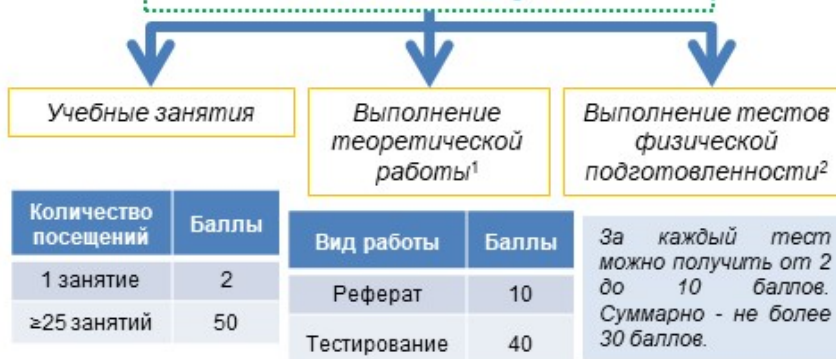 Учебные занятия
Выполнение
теоретической
работы¹
Выполнение тестов
физической
подготовленности²
Количество
посещений
Баллы
1 занятие
2
≥25 занятий
50
Вид работы
Баллы
Реферат
10
Тестирование
40
За каждый тест
можно получить от 2
до 10 баллов.
Суммарно - не более
30 баллов.